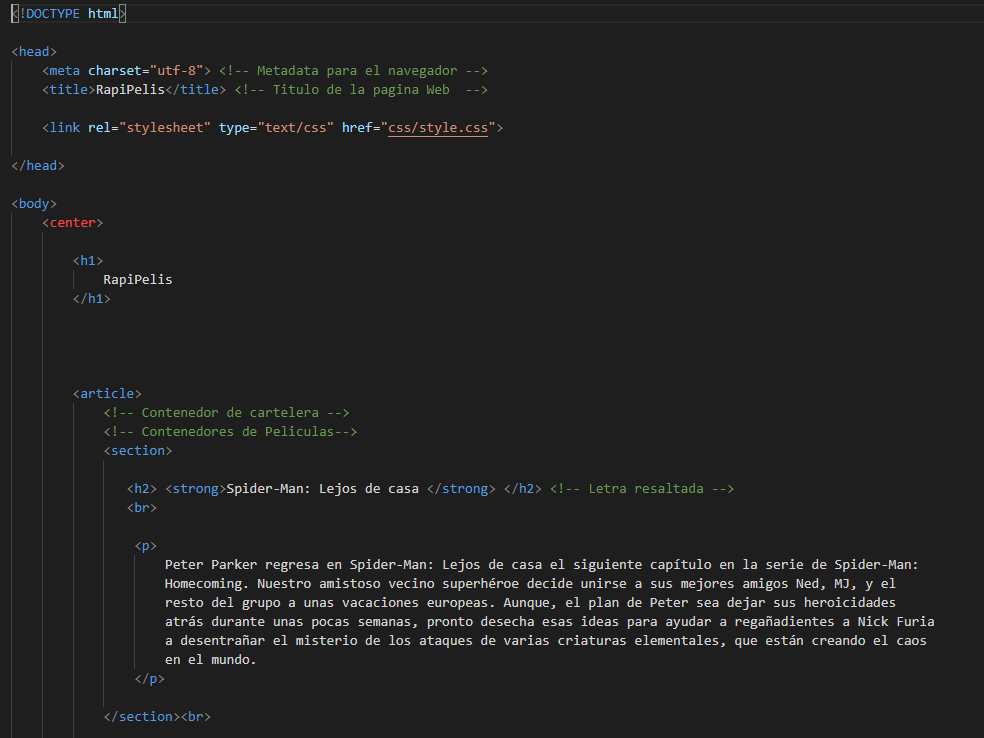 <!DOCTYPE html>
<head>
<meta charset="utf-8"> <!-- Metadata para el navegador -->
<title>RapiPelis</title> <!-- Titulo de la pagina Web  -->
<link rel="stylesheet" type="text/css" href="css/style.css">
</head>
<body>
<center>
<h1>
RapiPelis
</h1>
<article>
<!-- Contenedor de cartelera -->
<!-- Contenedores de Peliculas-->
<section>
<h2> <strong>Spider-Man: Lejos de casa </strong> </h2> <!-- Letra resaltada -->
<br>
<p>
Peter Parker regresa en Spider-Man: Lejos de casa el siguiente capítulo en la serie de Spider-Man:
Homecoming. Nuestro amistoso vecino superhéroe decide unirse a sus mejores amigos Ned, MJ, y el
resto del grupo a unas vacaciones europeas. Aunque, el plan de Peter sea dejar sus heroicidades
atrás durante unas pocas semanas, pronto desecha esas ideas para ayudar a regañadientes a Nick Furia
a desentrañar el misterio de los ataques de varias criaturas elementales, que están creando el caos
en el mundo.
</p>
</section><br>